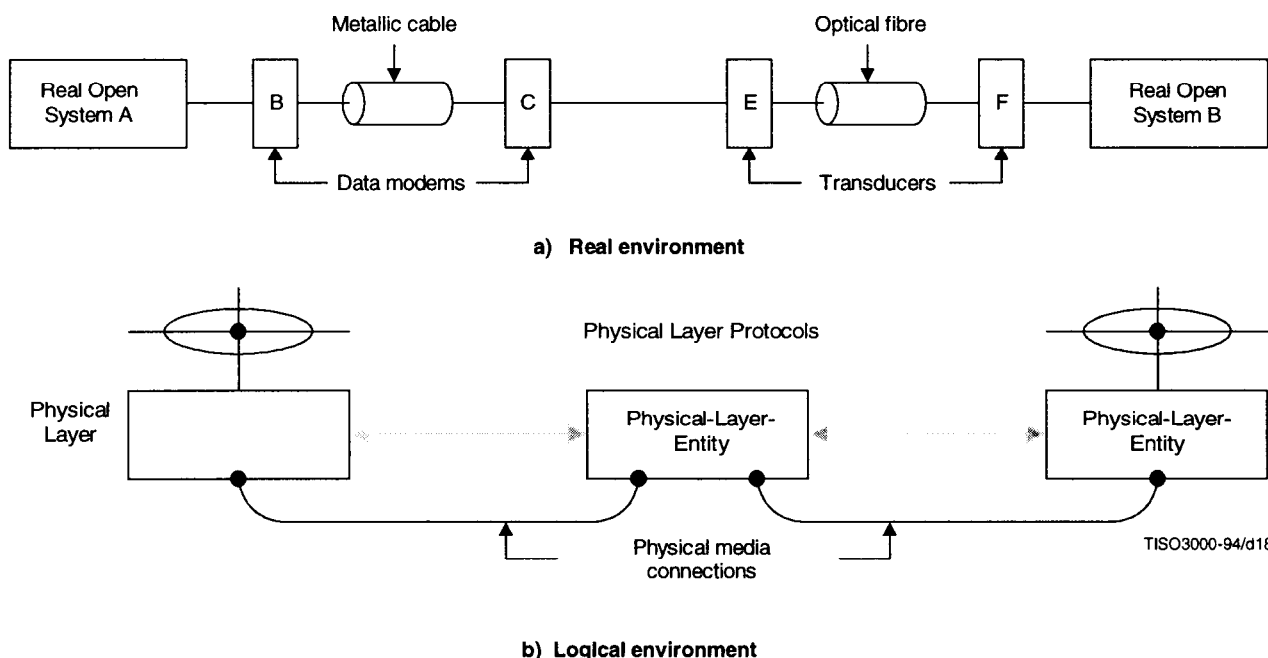 Metallic cable
Optical fibre
Real Open
System A
B
C
E
F
Real Open
System B
Data modems
Transducers
a) Real environment
Physical Layer Protocols
Physical
Layer
Physical-Layer-
Entity
Physical-Layer-
Entity
Physical media
connections
TISO3000-94/d18
b) Logical environment